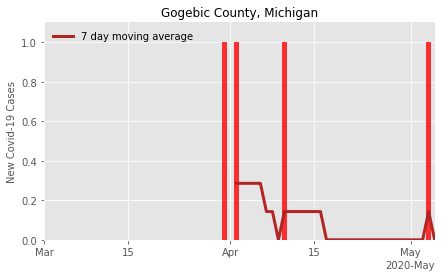 Gogebic County, Michigan
7 day moving average
New Covid-19 Cases
1.0
0.8
0.6
0.4
0.2
0.0
Mar
15
Apr
15
May
2020-May